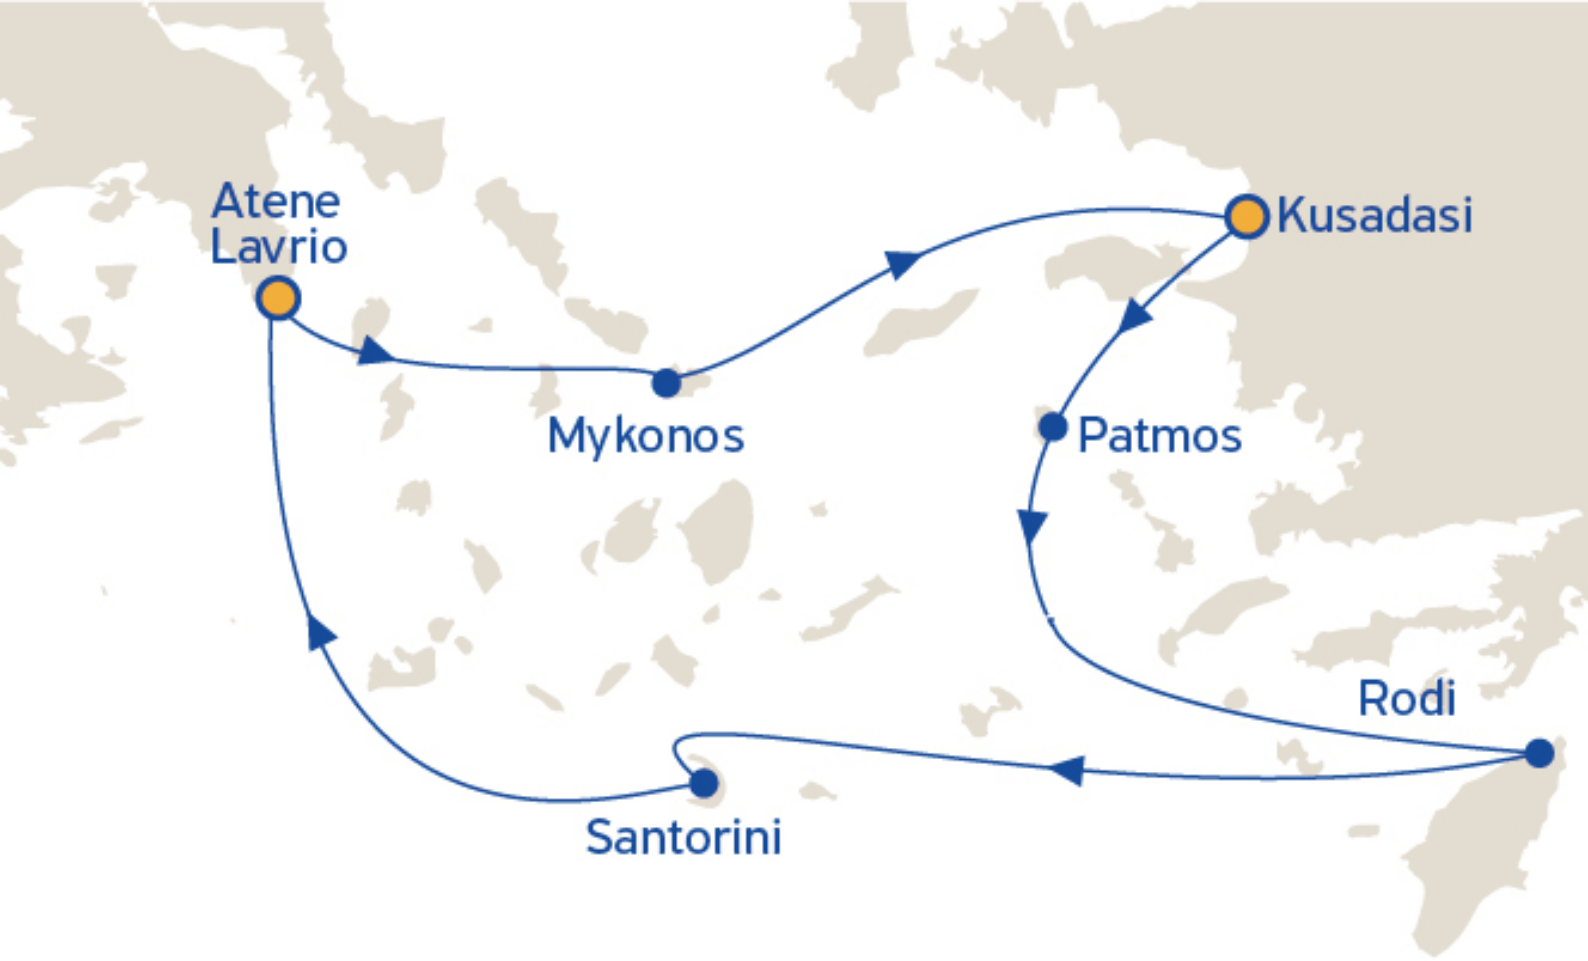 Atene
Lavrio
Kusadasi
Mykonos
Patmos
Rodi
Santorini